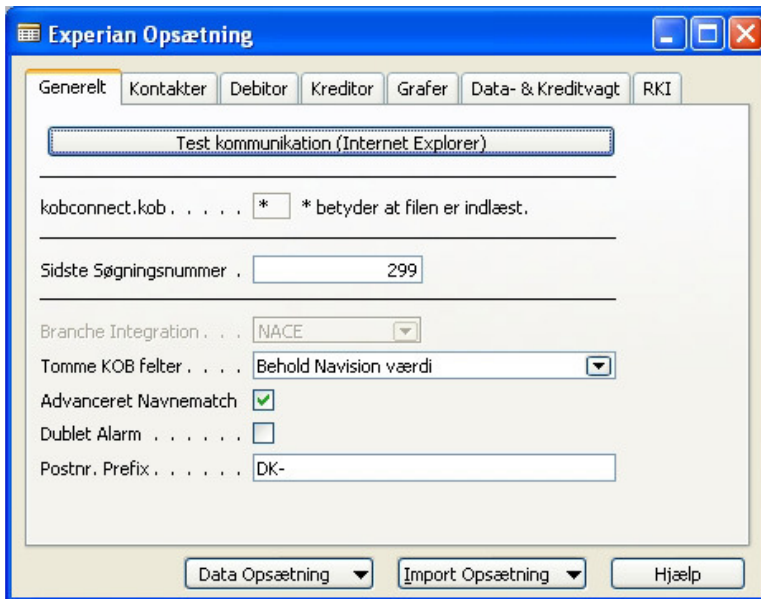 Experian Opsætning
Generelt Kontakter Debitor Kreditor Grafer Data- & Kreditvagt RKI
Test kommunikation (Internet Explorer)
kobconnect.kob . . . . . * * betyder at filen er indlæst.
Sidste Søgningsnummer . 299
Branche Integration . . . NACE
Tomme KOB felter . . . . Behold Navision værdi
Advanceret Navnematch
Dublet Alarm . . . . . .
Postnr. Prefix . . . . . . DK-
Data Opsætning Import Opsætning Hjælp